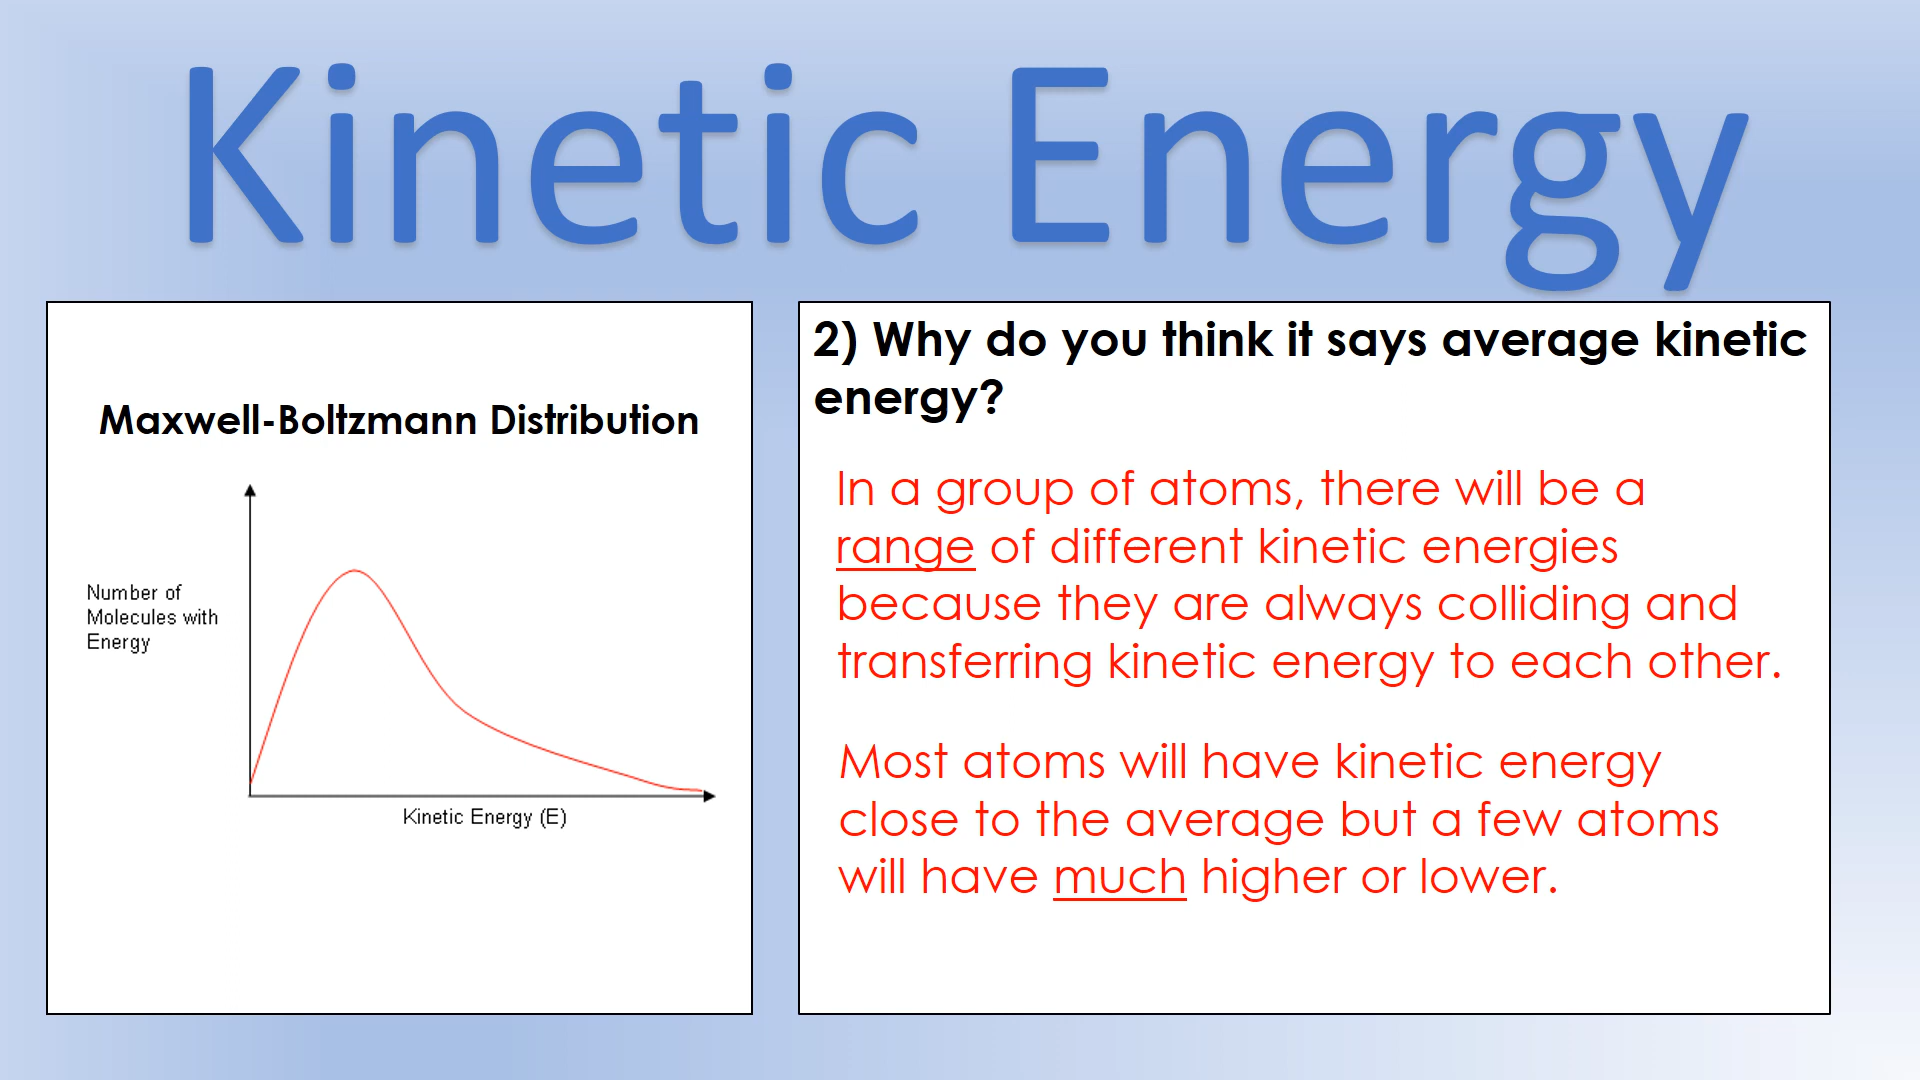 Kinetic Energy
Maxwell-Boltzmann Distribution
Number of
Molecules with
Energy
Kinetic Energy (E)
2) Why do you think it says average kinetic
energy?
In a group of atoms, there will be a
range of different kinetic energies
because they are always colliding and
transferring kinetic energy to each other.
Most atoms will have kinetic energy
close to the average but a few atoms
will have much higher or lower.